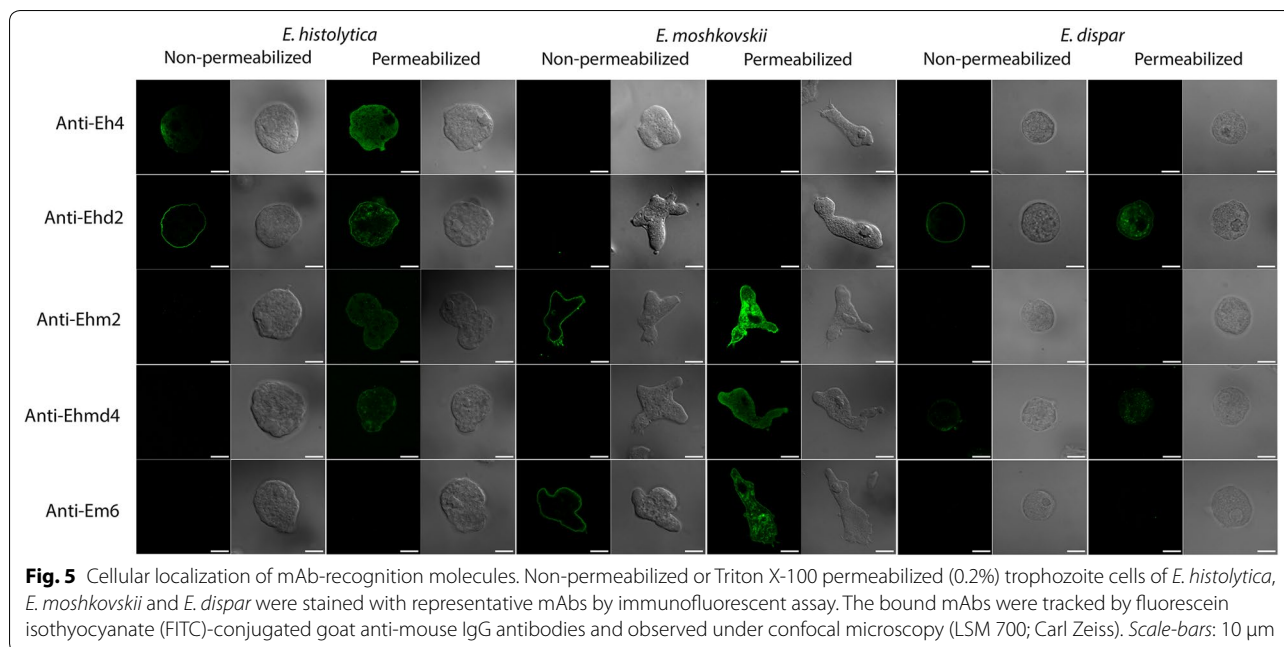 E. histolytica E. moshkovskii E. dispar
Non-permeabilized Permeabilized Non-permeabilized Permeabilized Non-permeabilized Permeabilized
Anti-Eh4
Anti-Ehd2
Anti-Ehm2
Anti-Ehmd4
Anti-Em6
Fig. 5 Cellular localization of mAb-recognition molecules. Non-permeabilized or Triton X-100 permeabilized (0.2%) trophozoite cells of E. histolytica,
E. moshkovskii and E. dispar were stained with representative mAbs by immunofluorescent assay. The bound mAbs were tracked by fluorescein
isothyocyanate (FITC)-conjugated goat anti-mouse IgG antibodies and observed under confocal microscopy (LSM 700; Carl Zeiss). Scale-bars: 10 μm